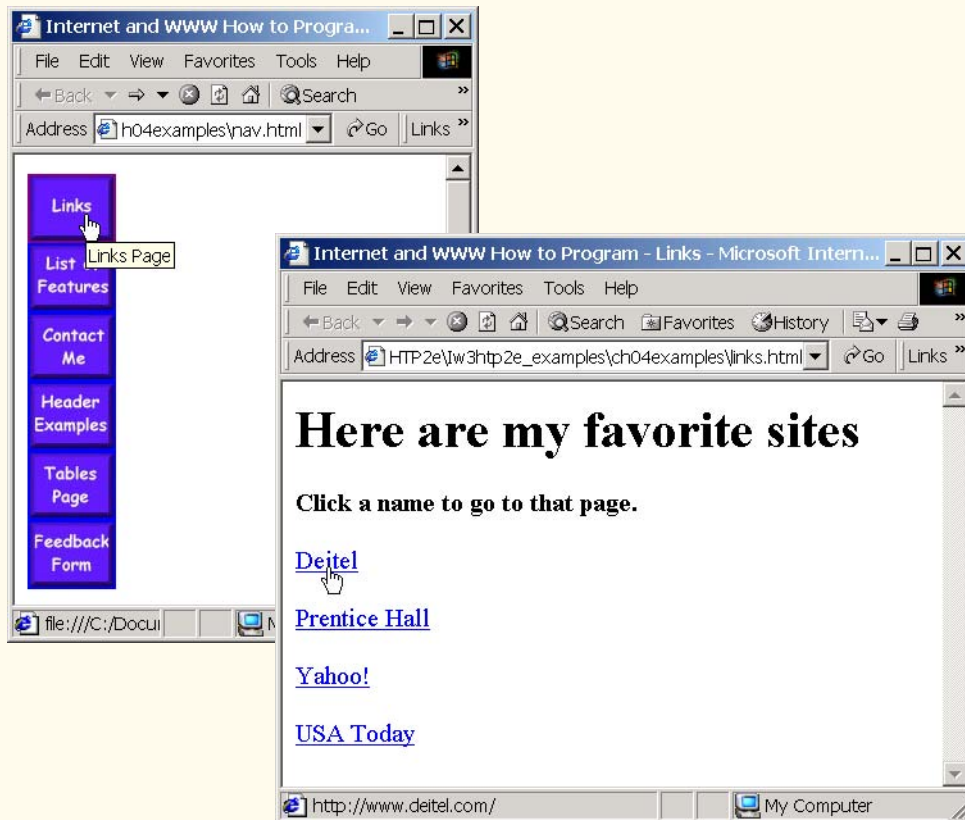 Internet and WWW How to Progra...
File Edit View Favorites Tools Help
Back Search »
Address h04examples\nav.html Go Links »
Links
Links Page
List
Features
Contact
Me
Header
Examples
Tables
Page
Feedback
Form
file:///C:/Docu
Internet and WWW How to Program - Links - Microsoft Intern...
File Edit View Favorites Tools Help
Back Search Favorites History »
Address HTP2e\Iw3htp2e_examples\ch04examples\links.html Go Links »
Here are my favorite sites
Click a name to go to that page.
Deitel
Prentice Hall
Yahoo!
USA Today
http://www.deitel.com/ My Computer